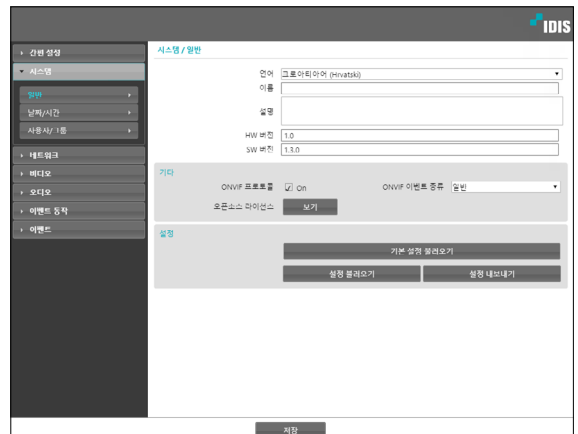 IDIS
간편 설정
시스템
일반
날짜/시간
사용자/그룹
네트워크
비디오
오디오
이벤트 동작
이벤트
시스템 / 일반
언어 크로아티아어 (Hrvatski)
이름
설명
HW 버전 1.0
SW 버전 1.3.0
기타
ONVIF 프로토콜 On ONVIF 이벤트 종류 일반
오픈소스 라이선스 보기
설정
기본 설정 불러오기
설정 불러오기 설정 내보내기
저장